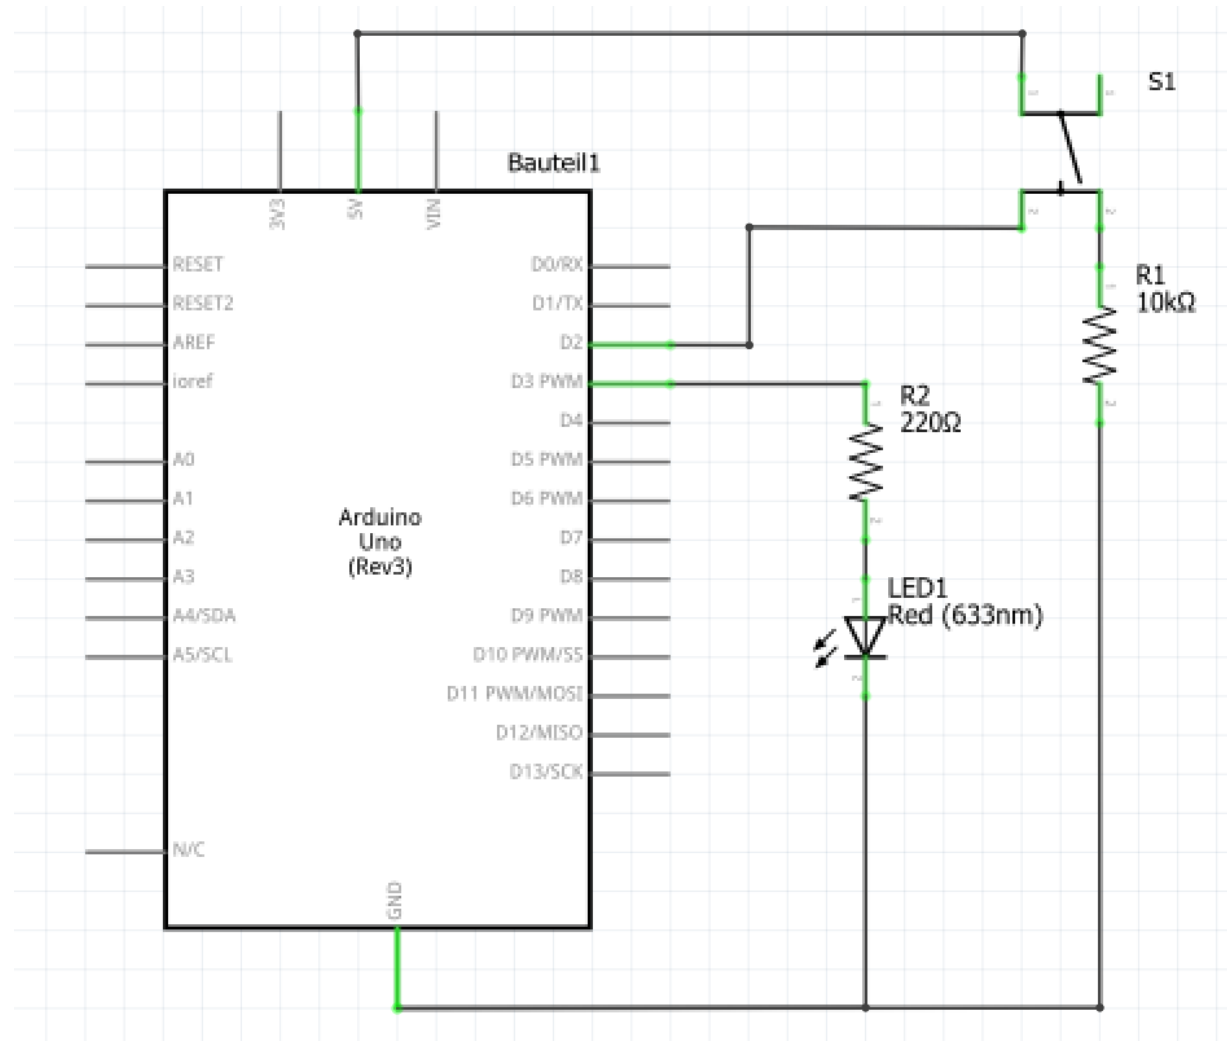 S1
Bauteil1
3V3
5V
VIN
RESET
RESET2
AREF
ioref
A0
A1
A2
A3
A4/SDA
A5/SCL
N/C
D0/RX
D1/TX
D2
D3 PWM
D4
D5 PWM
D6 PWM
D7
D8
D9 PWM
D10 PWM/SS
D11 PWM/MOSI
D12/MISO
D13/SCK
Arduino
Uno
(Rev3)
GND
R1
10kΩ
R2
220Ω
LED1
Red (633nm)